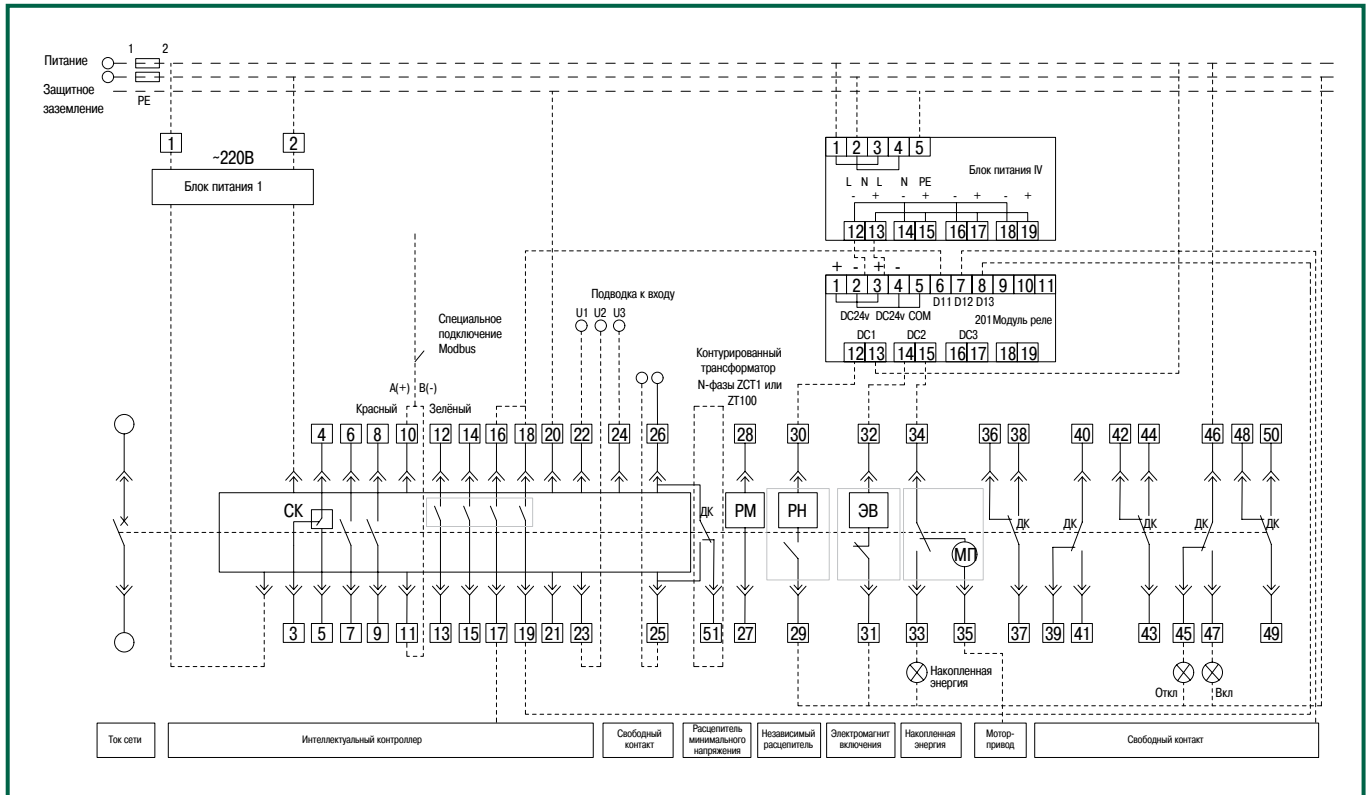 1 2
Питание
Защитное
заземление
PE
1 2
~220В
Блок питания 1
1 2 3 4 5
Блок питания IV
L N L N PE
- + - + - + - +
12 13 14 15 16 17 18 19
+ - + -
1 2 3 4 5 6 7 8 9 10 11
D11 D12 D13
DC24v DC24v COM
201 Модуль реле
DC1 DC2 DC3
12 13 14 15 16 17 18 19
Подводка к входу
U1 U2 U3
Специальное
подключение
Modbus
A(+) B(-)
Красный Зелёный
Контурированный
трансформатор
N-фазы ZCT1 или
ZT100
4 6 8 10 12 14 16 18 20 22 24 26 28 30 32 34 36 38 40 42 44 46 48 50
СК ДК РМ РН ЭВ МП ДК ДК ДК ДК ДК
3 5 7 9 11 13 15 17 19 21 23 25 51 27 29 31 33 35 37 39 41 43 45 47 49
Накопленная
энергия
Откл Вкл
Ток сети
Интеллектуальный контроллер
Свободный
контакт
Расцепитель
минимального
напряжения
Независимый
расцепитель
Электромагнит
включения
Накопленная
энергия
Мотор-
привод
Свободный контакт